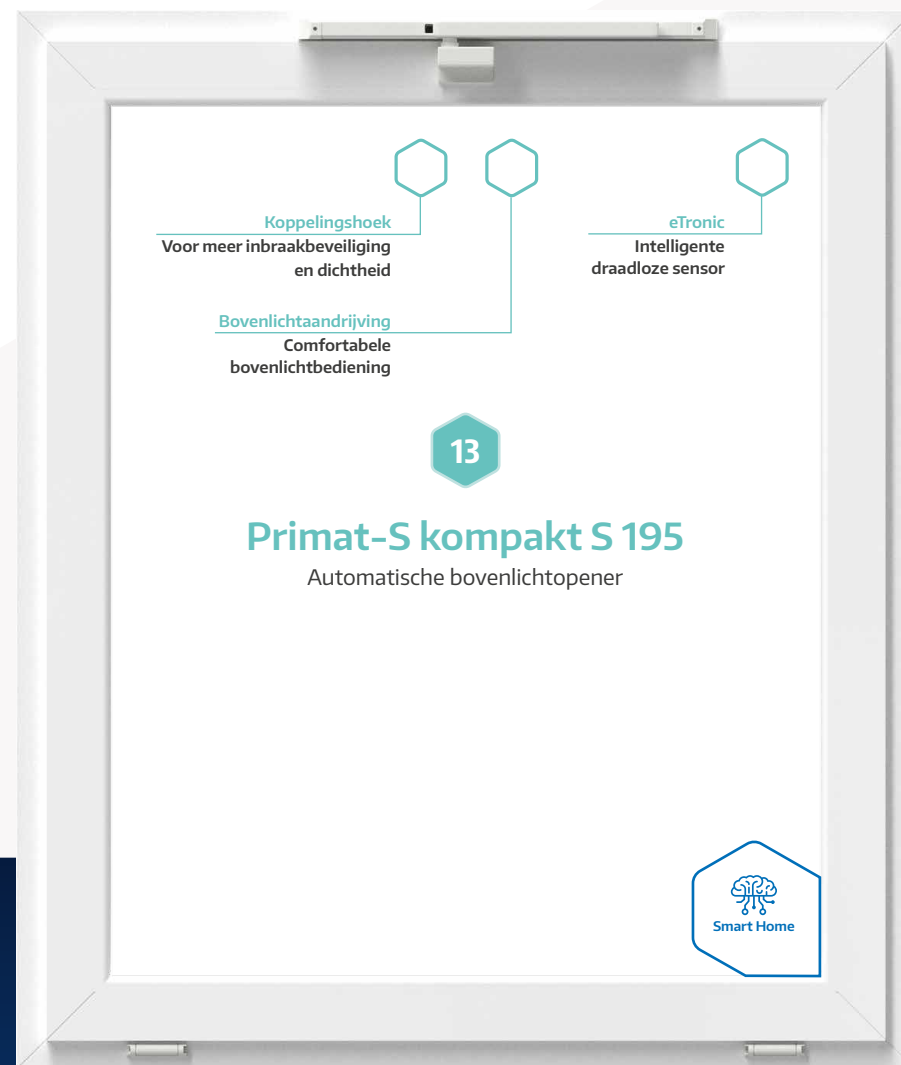 Koppelingshoek
Voor meer inbraakbeveiliging
en dichtheid
eTronic
Intelligente
draadloze sensor
Bovenlichtaandrijving
Comfortabele
bovenlichtbediening
13
Primat-S kompakt S 195
Automatische bovenlichtopener
Smart Home